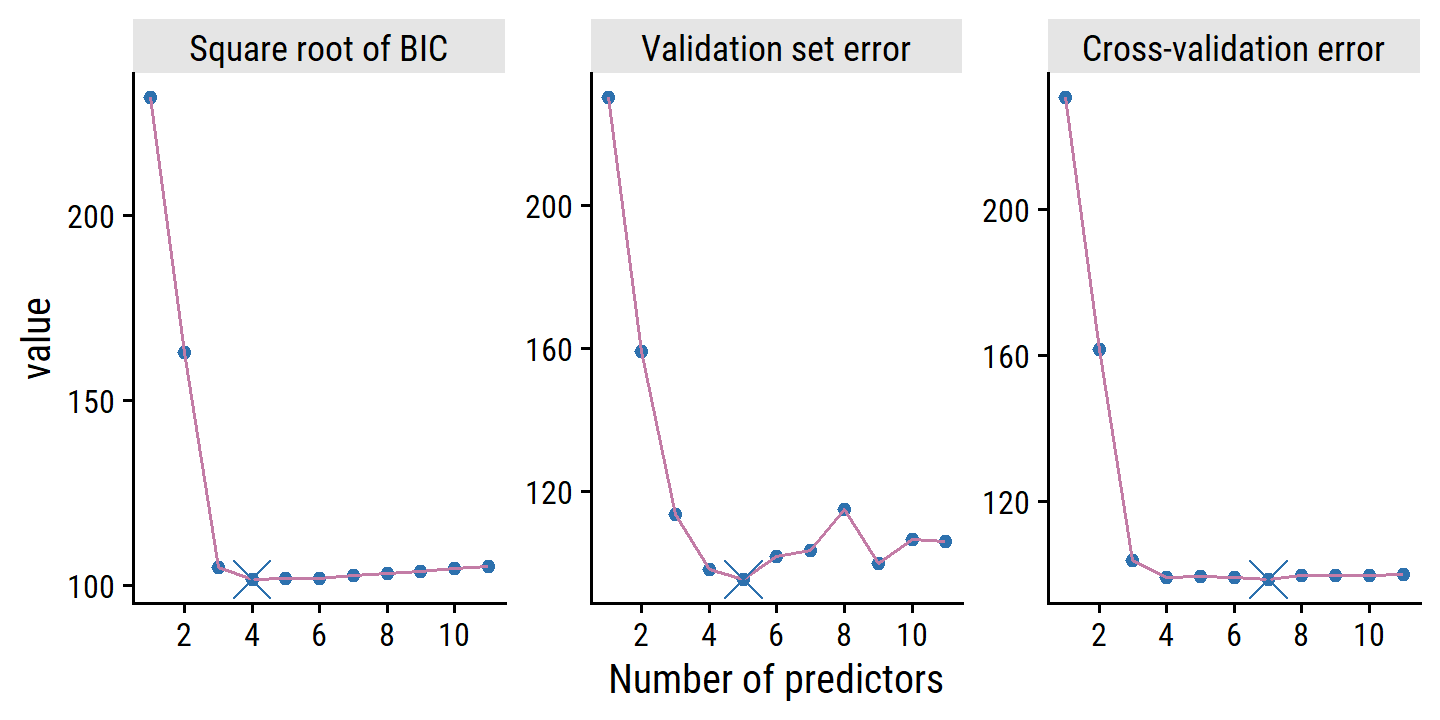 Square root of BIC
Validation set error
Cross-validation error
value
200
150
100
2 4 6 8 10
200
160
120
2 4 6 8 10
200
160
120
2 4 6 8 10
Number of predictors